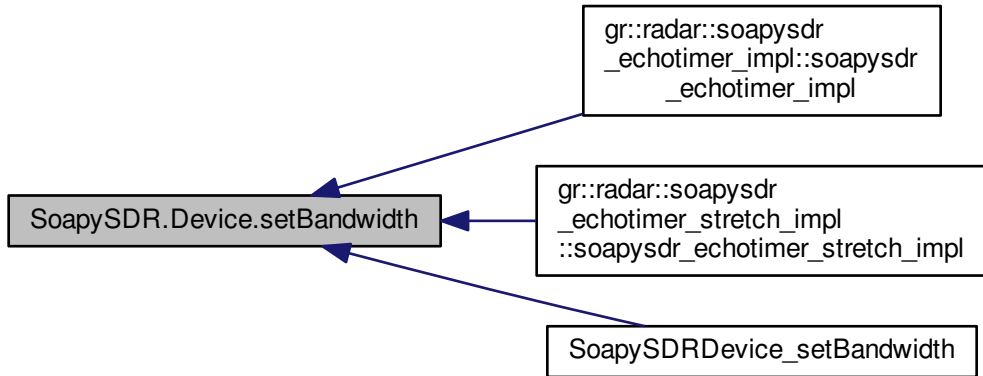 gr::radar::soapysdr
_echotimer_impl::soapysdr
_echotimer_impl
SoapySDR.Device.setBandwidth
gr::radar::soapysdr
_echotimer_stretch_impl
::soapysdr_echotimer_stretch_impl
SoapySDRDevice_setBandwidth